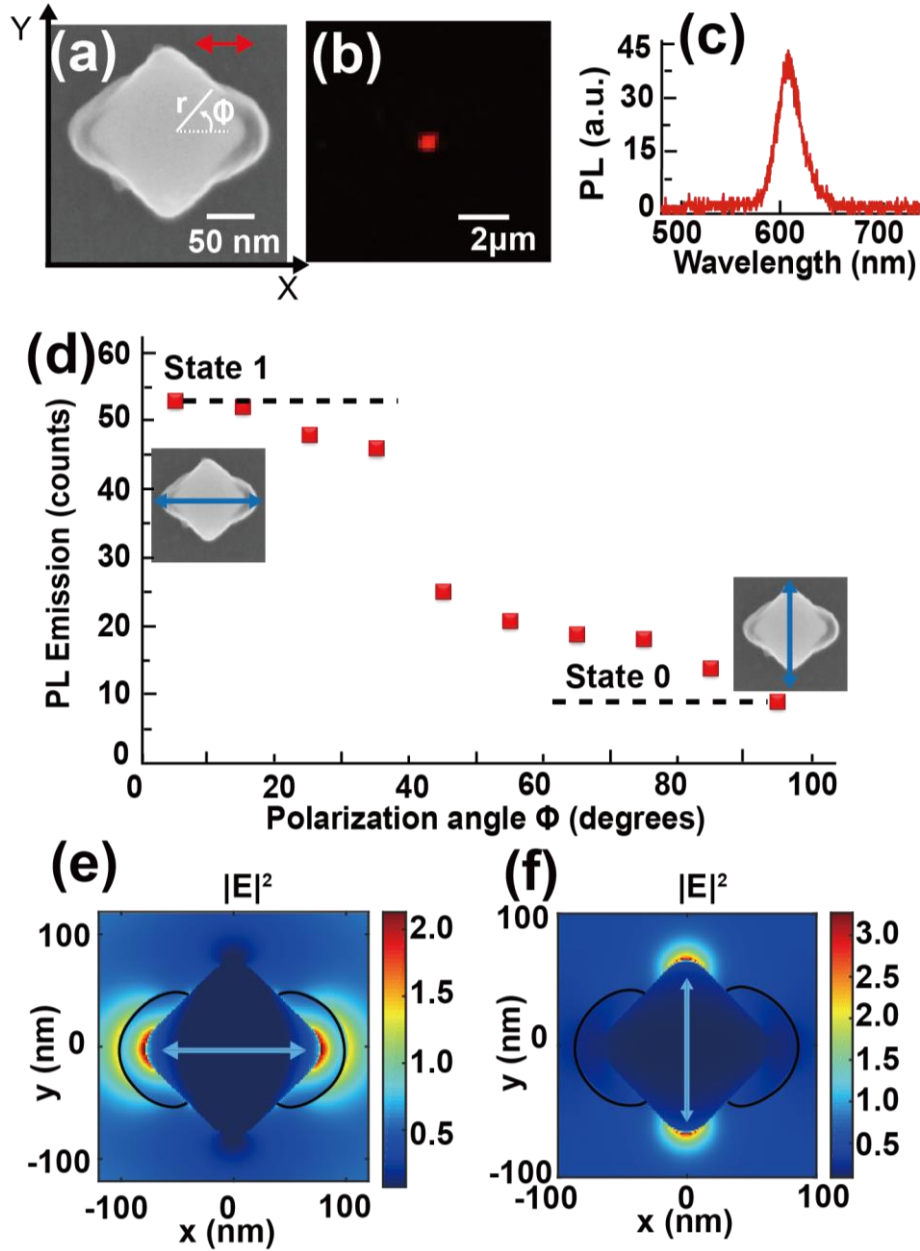 Y
(a)
r
Φ
50 nm
X
(b)
2μm
(c)
PL (a.u.)
45
30
15
0
500
600
700
Wavelength (nm)
(d)
PL Emission (counts)
60
50
40
30
20
10
0
State 1
State 0
0
20
40
60
80
100
Polarization angle Φ (degrees)
(e)
|E|²
y (nm)
100
0
-100
-100
0
100
x (nm)
2.0
1.5
1.0
0.5
(f)
|E|²
y (nm)
100
0
-100
-100
0
100
x (nm)
3.0
2.5
2.0
1.5
1.0
0.5